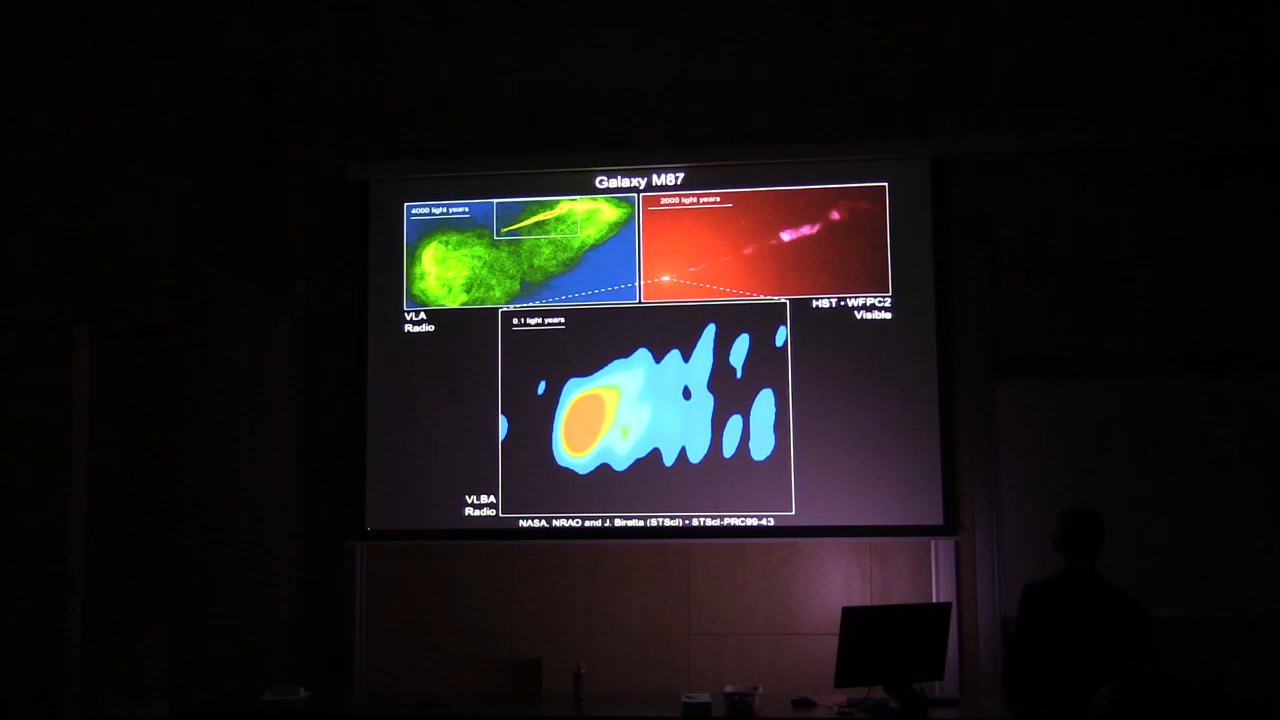 Galaxy M87
4000 light years
2000 light years
VLA
Radio
HST • WFPC2
Visible
0.1 light years
VLBA
Radio
NASA, NRAO and J. Biretta (STScI) • STScI-PRC99-43